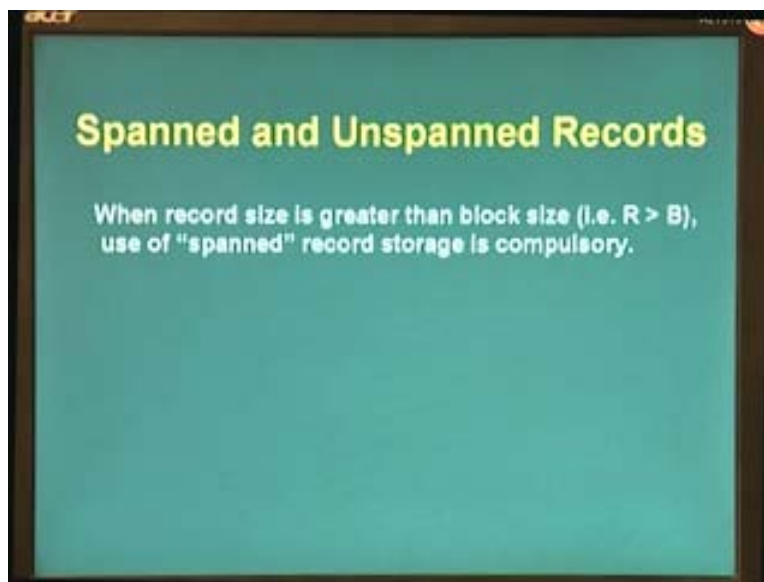 acer
Spanned and Unspanned Records
When record size is greater than block size (i.e. R > B),
use of “spanned” record storage is compulsory.